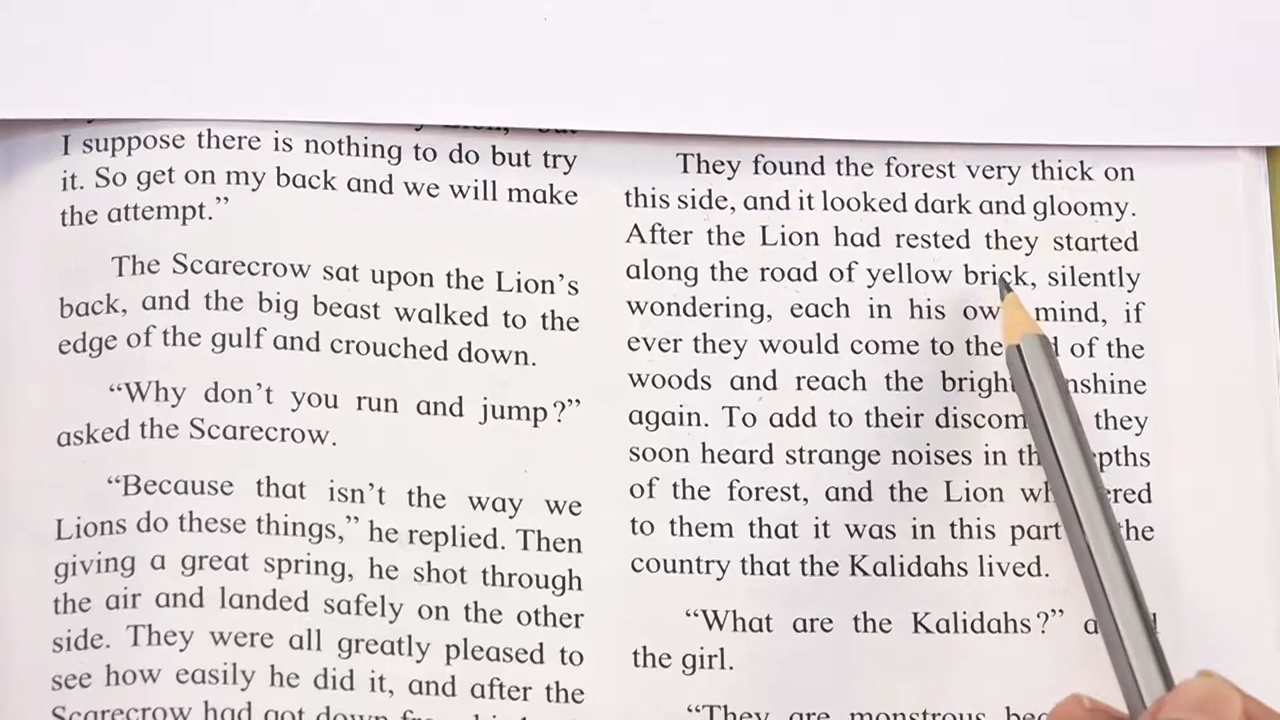 I suppose there is nothing to do but try
it. So get on my back and we will make
the attempt.”
The Scarecrow sat upon the Lion’s
back, and the big beast walked to the
edge of the gulf and crouched down.
“Why don’t you run and jump?”
asked the Scarecrow.
“Because that isn’t the way we
Lions do these things,” he replied. Then
giving a great spring, he shot through
the air and landed safely on the other
side. They were all greatly pleased to
see how easily he did it, and after the
Scarecrow had got down
They found the forest very thick on
this side, and it looked dark and gloomy.
After the Lion had rested they started
along the road of yellow brick, silently
wondering, each in his mind, if
ever they would come to the of the
woods and reach the bright
again. To add to their they
soon heard strange noises in
of the forest, and the Lion
to them that it was in this part the
country that the Kalidahs lived.
“What are the Kalidahs?”
the girl.
“They are monstrous